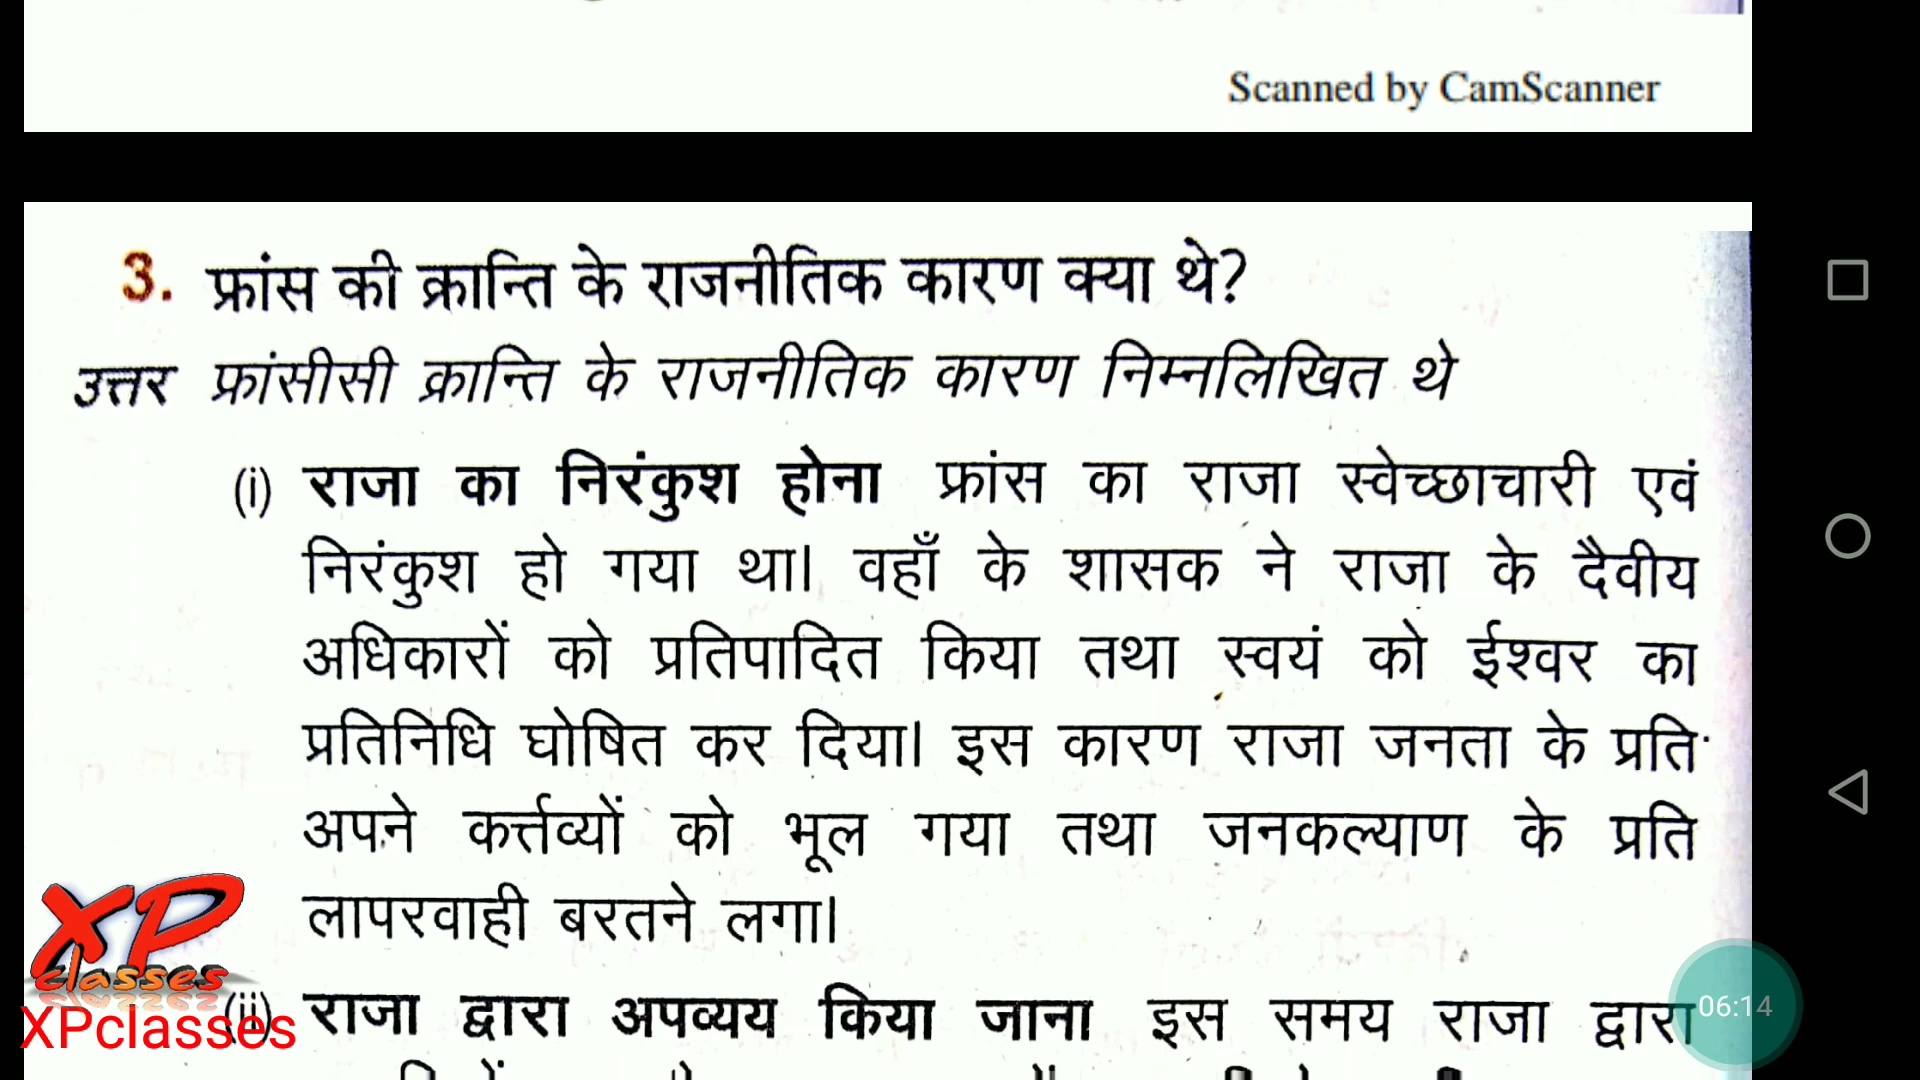 Scanned by CamScanner
3. फ्रांस की क्रान्ति के राजनीतिक कारण क्या थे?
उत्तर फ्रांसीसी क्रान्ति के राजनीतिक कारण निम्नलिखित थे
(i) राजा का निरंकुश होना फ्रांस का राजा स्वेच्छाचारी एवं
निरंकुश हो गया था। वहाँ के शासक ने राजा के दैवीय
अधिकारों को प्रतिपादित किया तथा स्वयं को ईश्वर का
प्रतिनिधि घोषित कर दिया। इस कारण राजा जनता के प्रति
अपने कर्त्तव्यों को भूल गया तथा जनकल्याण के प्रति
लापरवाही बरतने लगा।
XP
classes
(ii) राजा द्वारा अपव्यय किया जाना इस समय राजा द्वारा
XPclasses
06:14